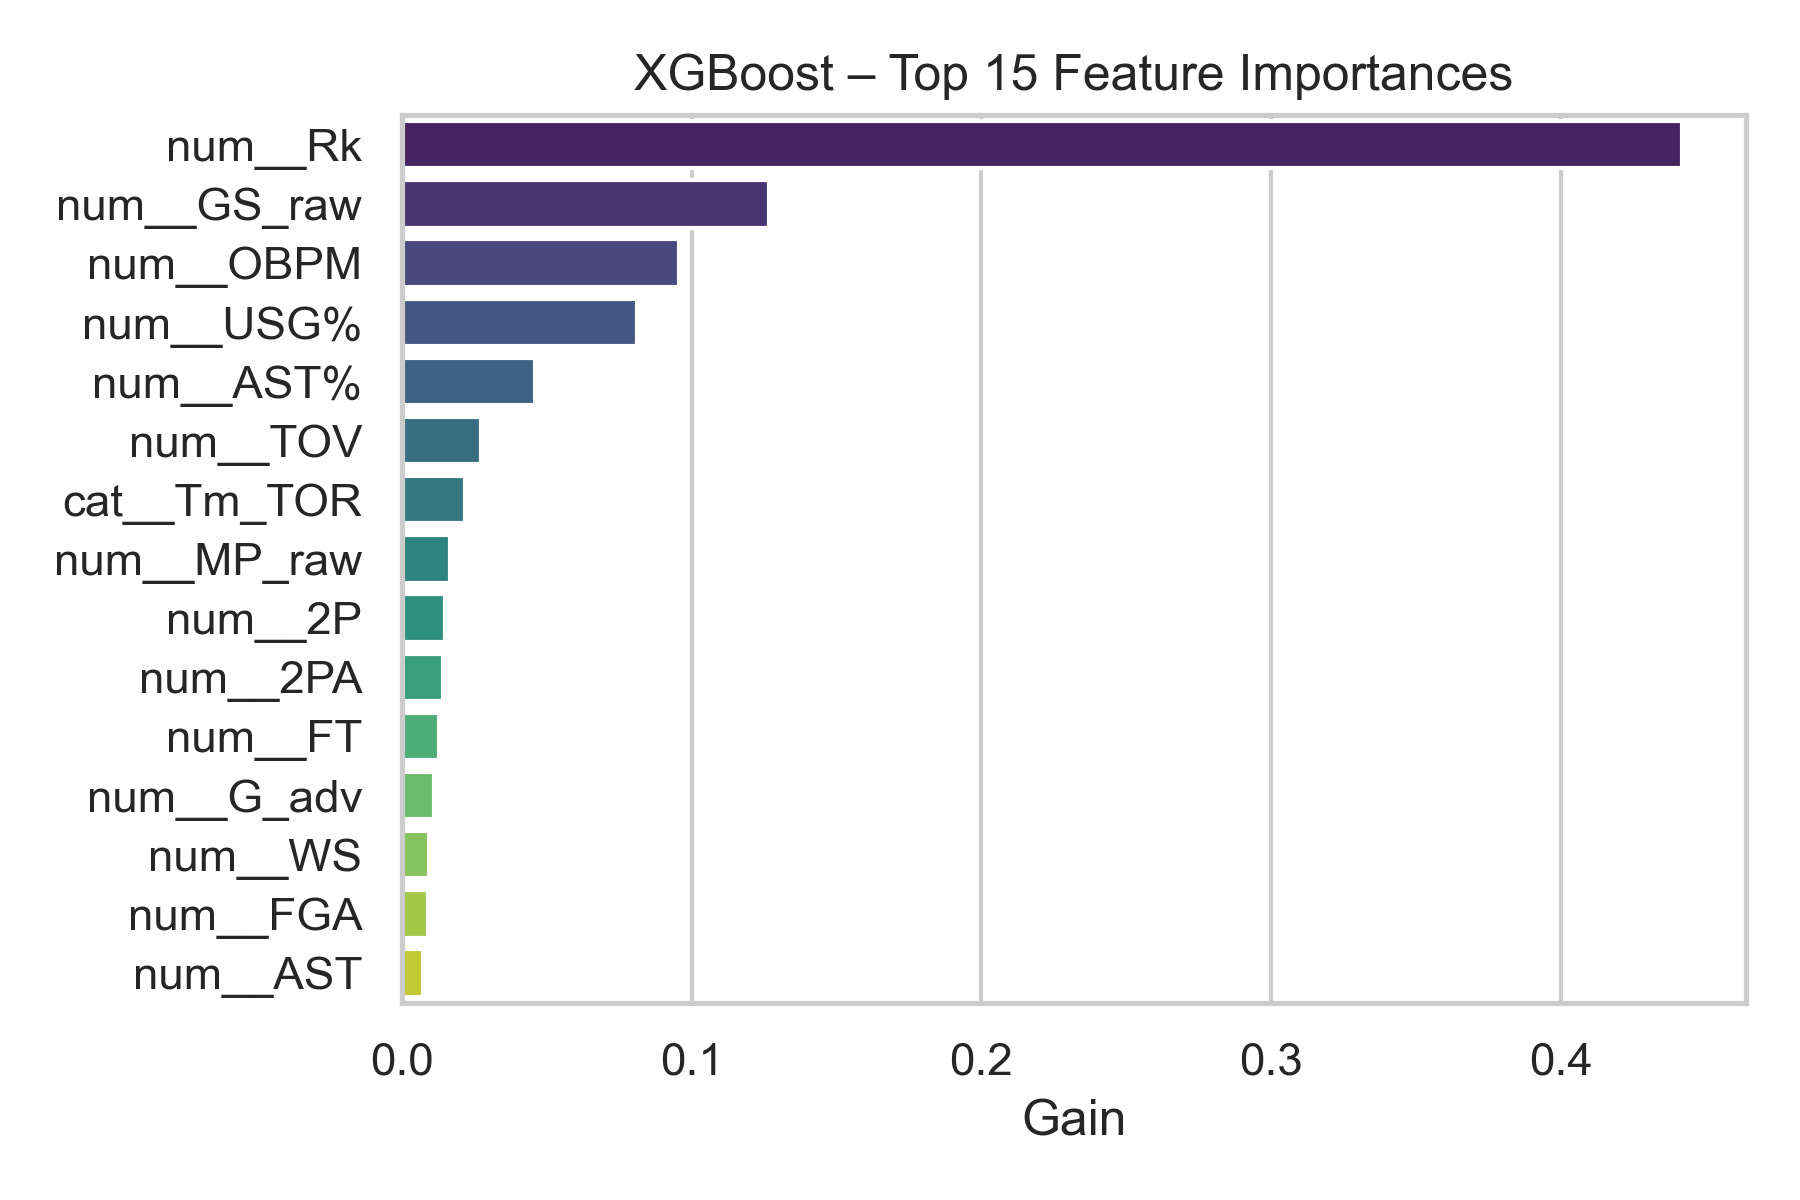 XGBoost – Top 15 Feature Importances
num__Rk
num__GS_raw
num__OBPM
num__USG%
num__AST%
num__TOV
cat__Tm_TOR
num__MP_raw
num__2P
num__2PA
num__FT
num__G_adv
num__WS
num__FGA
num__AST
0.0 0.1 0.2 0.3 0.4
Gain